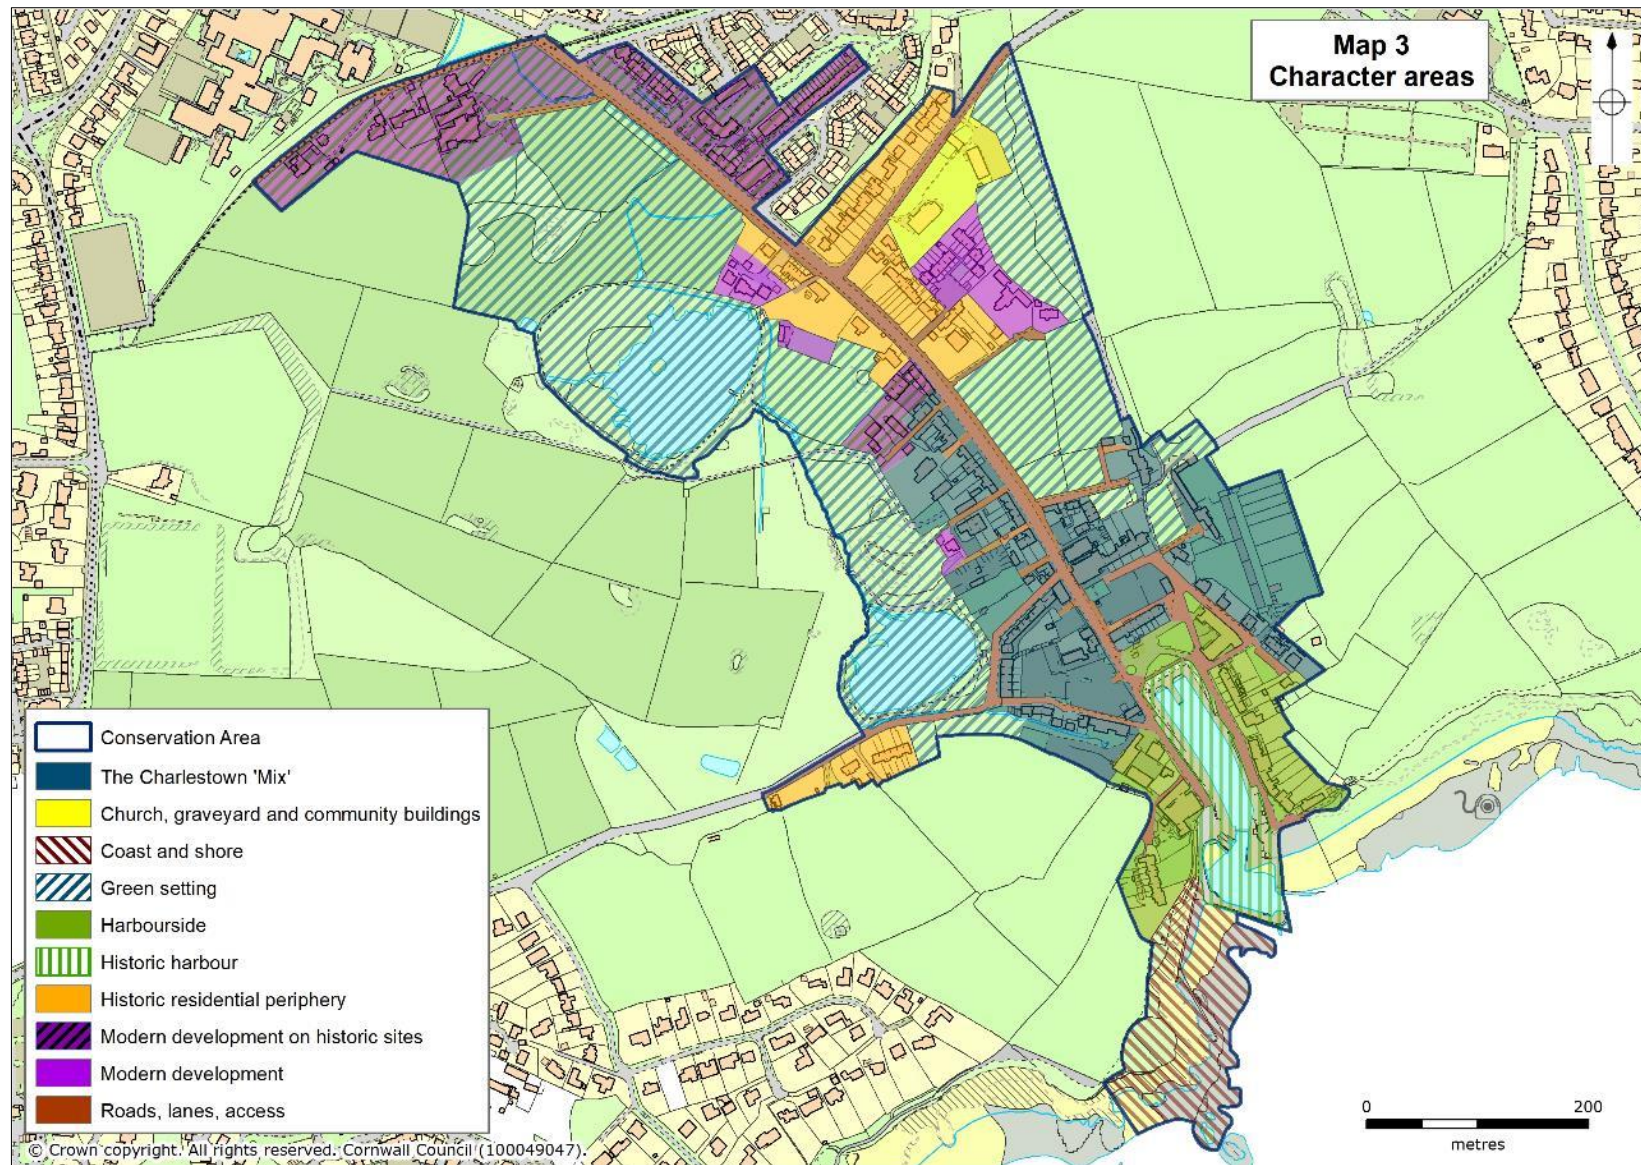 Map 3
Character areas
Conservation Area
The Charlestown 'Mix'
Church, graveyard and community buildings
Coast and shore
Green setting
Harbourside
Historic harbour
Historic residential periphery
Modern development on historic sites
Modern development
Roads, lanes, access
0 200
metres
© Crown copyright. All rights reserved. Cornwall Council (100049047).